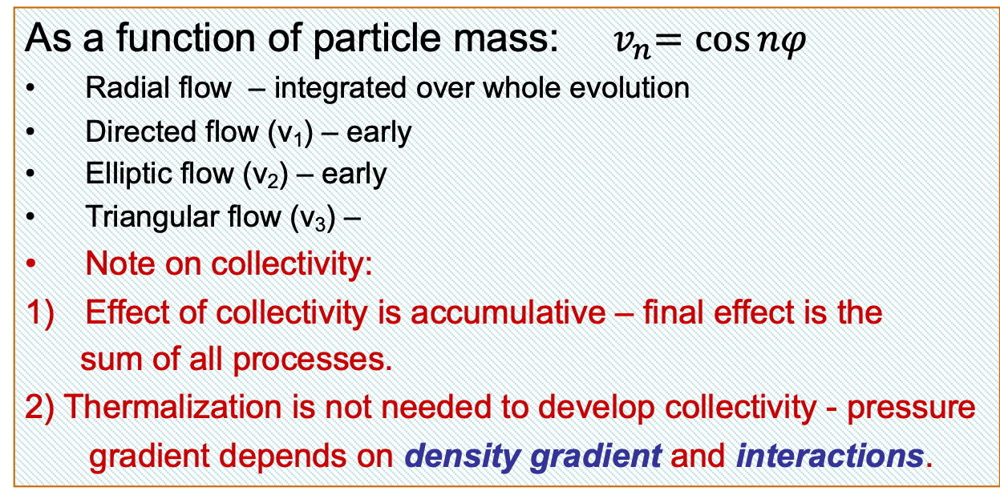 As a function of particle mass: vₙ= cos nφ
• Radial flow – integrated over whole evolution
• Directed flow (v₁) – early
• Elliptic flow (v₂) – early
• Triangular flow (v₃) –
• Note on collectivity:
1) Effect of collectivity is accumulative – final effect is the
sum of all processes.
2) Thermalization is not needed to develop collectivity - pressure
gradient depends on density gradient and interactions.